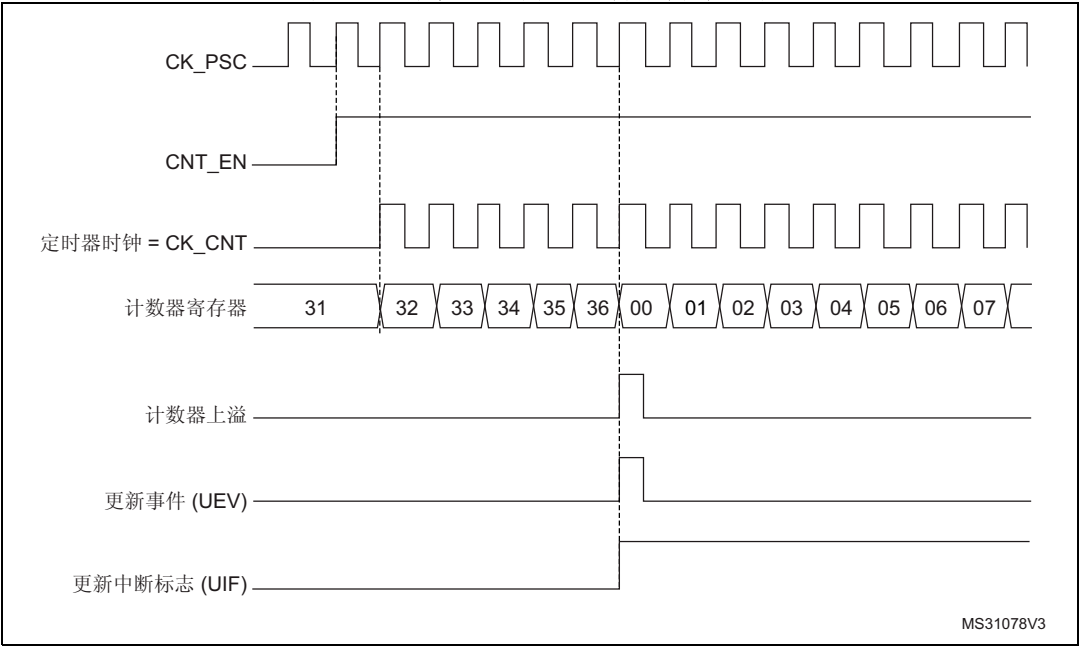 CK_PSC
CNT_EN
定时器时钟 = CK_CNT
计数器寄存器 31 32 33 34 35 36 00 01 02 03 04 05 06 07
计数器上溢
更新事件 (UEV)
更新中断标志 (UIF)
MS31078V3